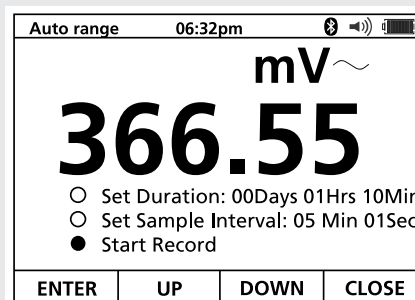 Auto range 06:32pm
mV
366.55
Set Duration: 00Days 01Hrs 10Min
Set Sample Interval: 05 Min 01Sec
Start Record
ENTER UP DOWN CLOSE